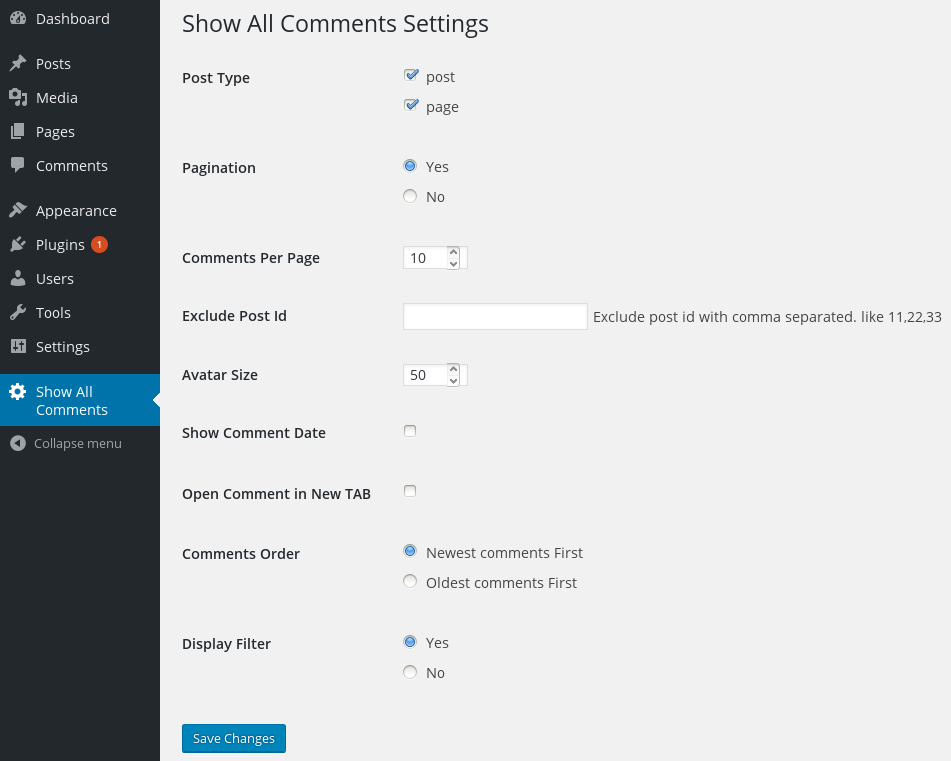 Dashboard
Posts
Media
Pages
Comments
Appearance
Plugins 1
Users
Tools
Settings
Show All
Comments
Collapse menu
Show All Comments Settings
Post Type
post
page
Pagination
Yes
No
Comments Per Page
10
Exclude Post Id
Exclude post id with comma separated. like 11,22,33
Avatar Size
50
Show Comment Date
Open Comment in New TAB
Comments Order
Newest comments First
Oldest comments First
Display Filter
Yes
No
Save Changes